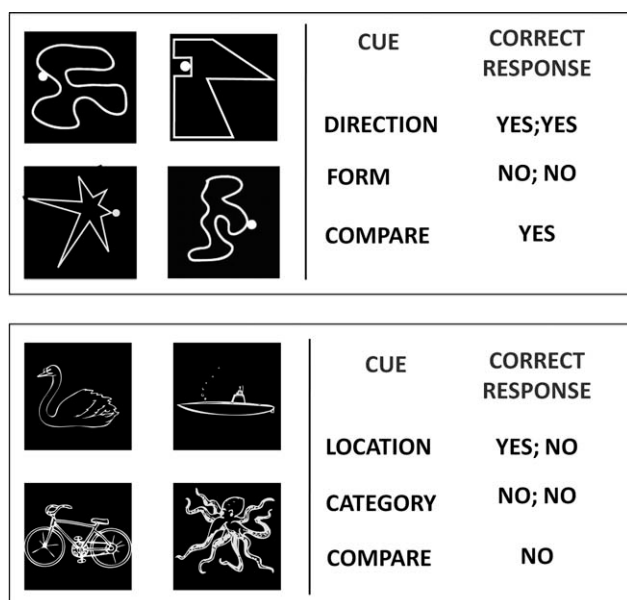 CUE
CORRECT
RESPONSE
DIRECTION YES;YES
FORM NO; NO
COMPARE YES
CUE
CORRECT
RESPONSE
LOCATION YES; NO
CATEGORY NO; NO
COMPARE NO